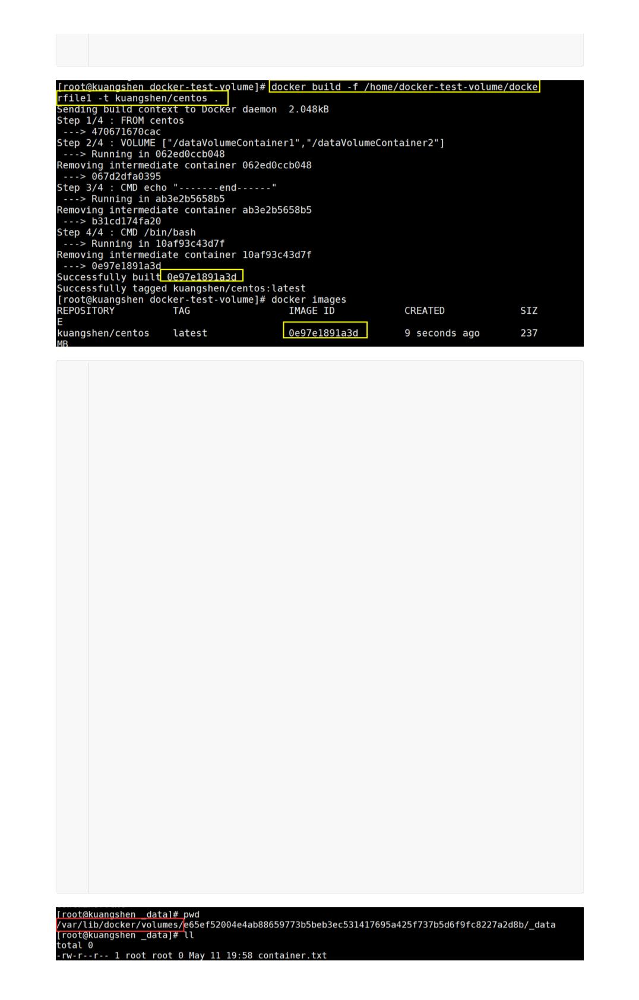 [root@kuangshen docker-test-volume]# docker build -f /home/docker-test-volume/docke
rfile1 -t kuangshen/centos .
Sending build context to Docker daemon  2.048kB
Step 1/4 : FROM centos
 ---> 470671670cac
Step 2/4 : VOLUME ["/dataVolumeContainer1","/dataVolumeContainer2"]
 ---> Running in 062ed0ccb048
Removing intermediate container 062ed0ccb048
 ---> 067d2dfa0395
Step 3/4 : CMD echo "-------end------"
 ---> Running in ab3e2b5658b5
Removing intermediate container ab3e2b5658b5
 ---> b31cd174fa20
Step 4/4 : CMD /bin/bash
 ---> Running in 10af93c43d7f
Removing intermediate container 10af93c43d7f
 ---> 0e97e1891a3d
Successfully built 0e97e1891a3d
Successfully tagged kuangshen/centos:latest
[root@kuangshen docker-test-volume]# docker images
REPOSITORY          TAG                 IMAGE ID            CREATED             SIZ
E
kuangshen/centos    latest              0e97e1891a3d        9 seconds ago       237
MB
[root@kuangshen _data]# pwd
/var/lib/docker/volumes/e65ef52004e4ab88659773b5beb3ec531417695a425f737b5d6f9fc8227a2d8b/_data
[root@kuangshen _data]# ll
total 0
-rw-r--r-- 1 root root 0 May 11 19:58 container.txt